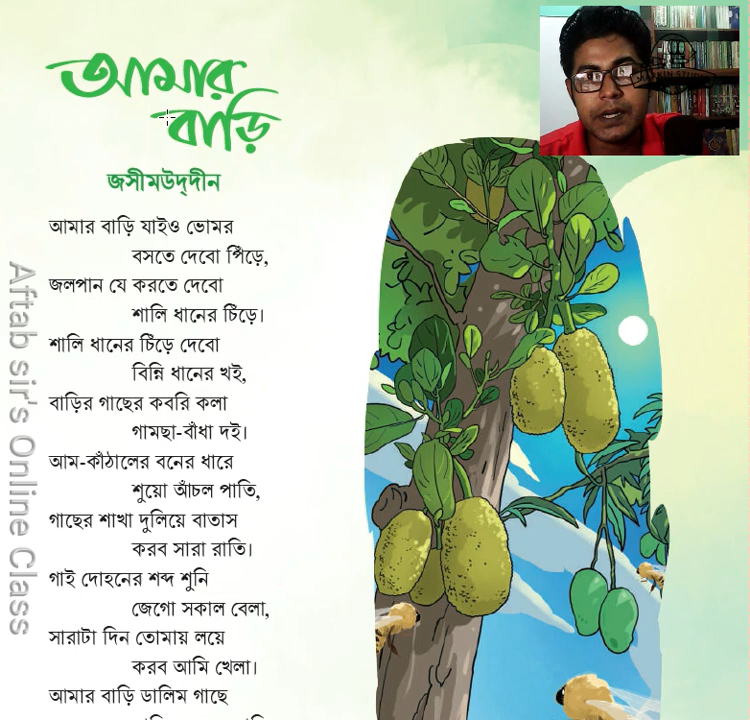 আমার
বাড়ি
জসীমউদ্‌দীন
আমার বাড়ি যাইও ভোমর
বসতে দেবো পিঁড়ে,
জলপান যে করতে দেবো
শালি ধানের চিঁড়ে।
শালি ধানের চিঁড়ে দেবো
বিন্নি ধানের খই,
বাড়ির গাছের কবরি কলা
গামছা-বাঁধা দই।
আম-কাঁঠালের বনের ধারে
শুয়ো আঁচল পাতি,
গাছের শাখা দুলিয়ে বাতাস
করব সারা রাতি।
গাই দোহনের শব্দ শুনি
জেগো সকাল বেলা,
সারাটা দিন তোমায় লয়ে
করব আমি খেলা।
আমার বাড়ি ডালিম গাছে
Aftab sir's Online Class